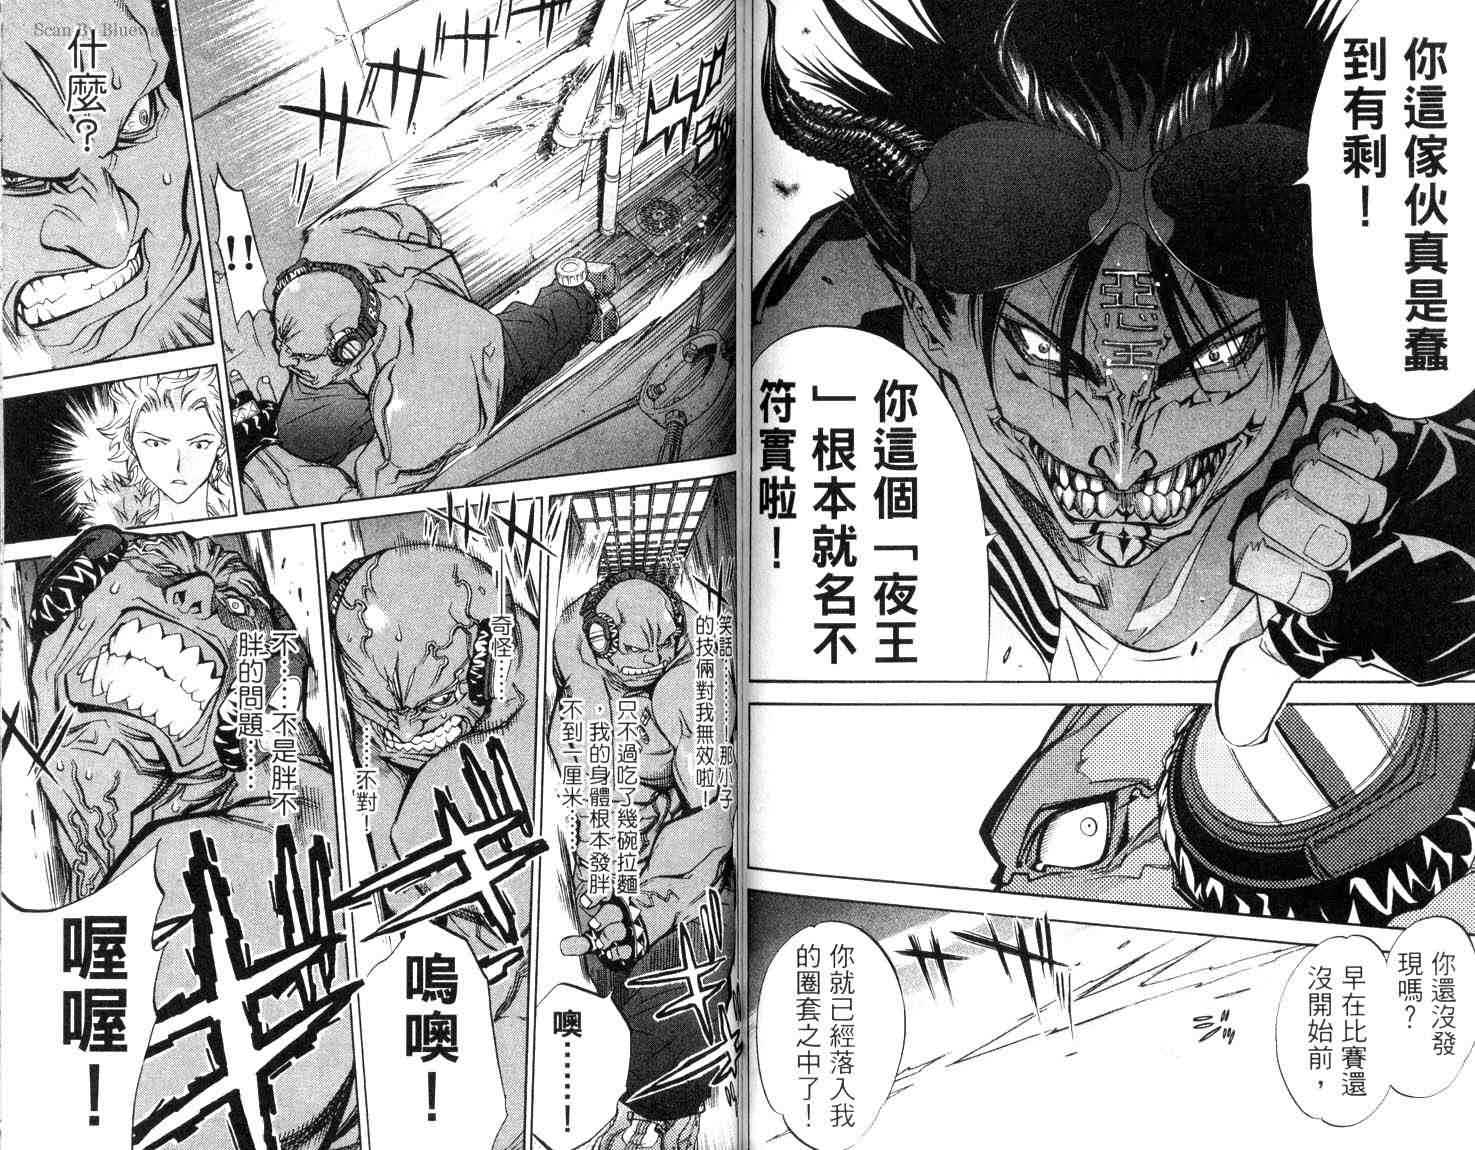 你這傢伙真是蠢
到有剩！
惡王
你這個「夜王
」根本就名不
符實啦！
你還沒發
現嗎？
早在比賽還
沒開始前，
你就已經落入我
的圈套之中了！
Scan B
什麼？
!!
笑話………！那小子
的技倆對我無效啦！
只不過吃了幾碗拉麵
，我的身體根本發胖
不到一厘米……
噢……！
奇怪……
……不對！
嗚噢！
不……不是胖不
胖的問題……
喔喔！